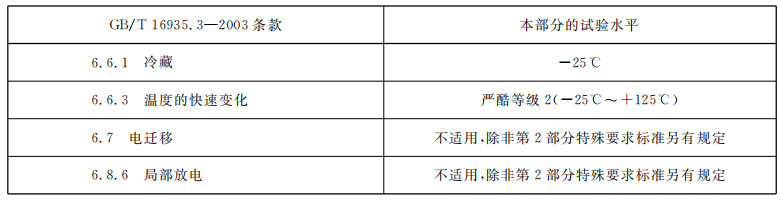 GB/T 16935.3—2003 条款 本部分的试验水平
6.6.1 冷藏 －25℃
6.6.3 温度的快速变化 严酷等级 2(－25℃～＋125℃)
6.7 电迁移 不适用,除非第 2 部分特殊要求标准另有规定
6.8.6 局部放电 不适用,除非第 2 部分特殊要求标准另有规定